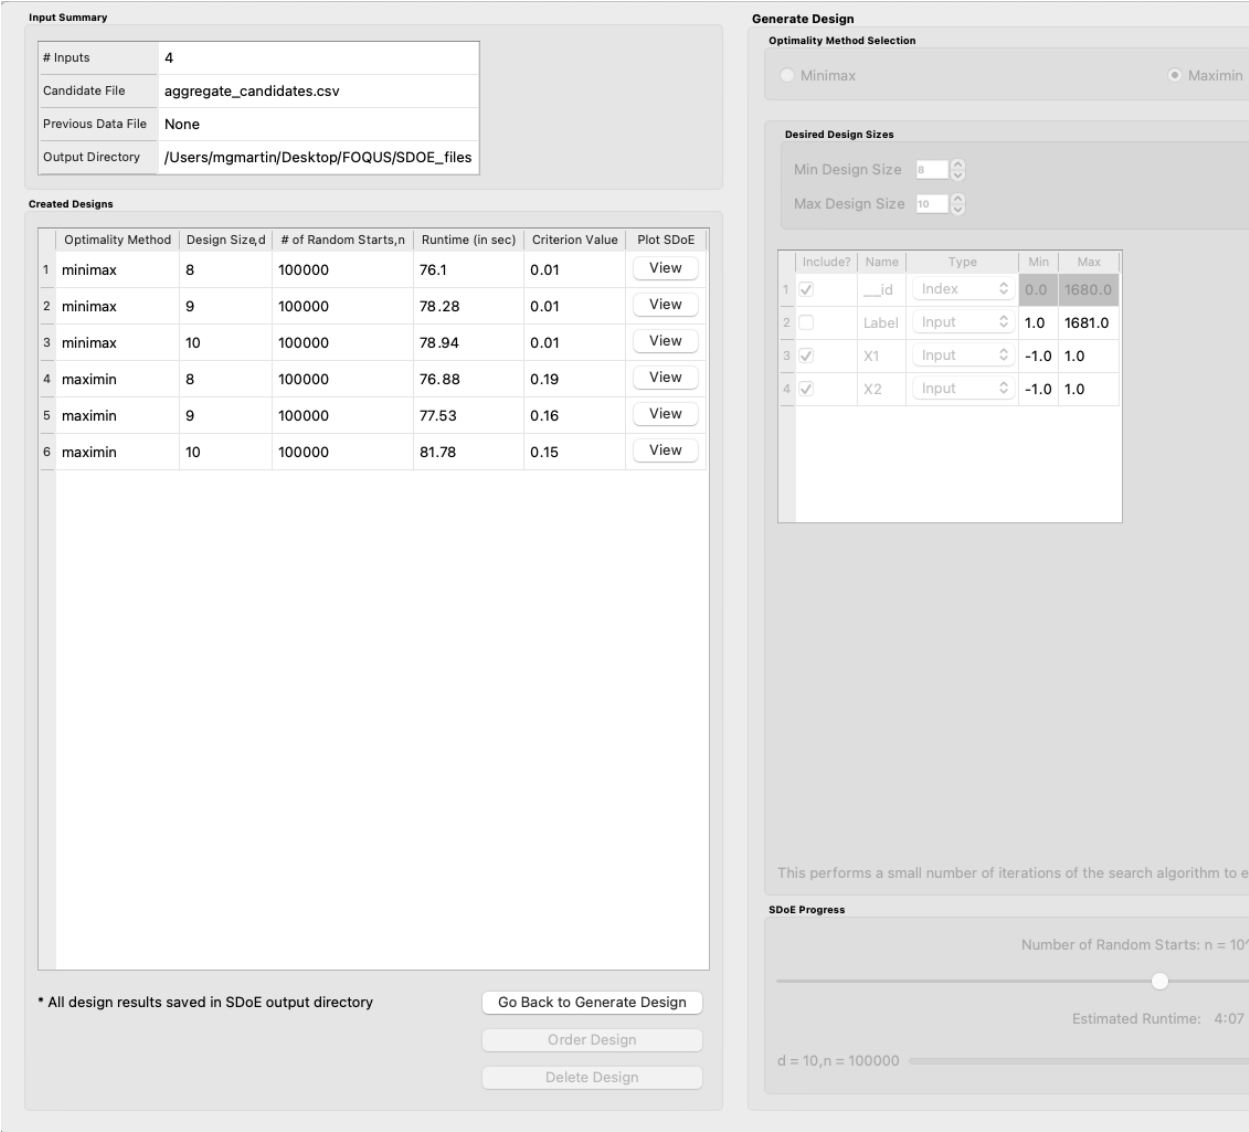 Input Summary
# Inputs 4
Candidate File aggregate_candidates.csv
Previous Data File None
Output Directory /Users/mgmartin/Desktop/FOQUS/SDOE_files
Created Designs
Optimality Method Design Size,d # of Random Starts,n Runtime (in sec) Criterion Value Plot SDoE
1 minimax 8 100000 76.1 0.01 View
2 minimax 9 100000 78.28 0.01 View
3 minimax 10 100000 78.94 0.01 View
4 maximin 8 100000 76.88 0.19 View
5 maximin 9 100000 77.53 0.16 View
6 maximin 10 100000 81.78 0.15 View
* All design results saved in SDoE output directory
Go Back to Generate Design
Order Design
Delete Design
Generate Design
Optimality Method Selection
Minimax Maximin
Desired Design Sizes
Min Design Size 8
Max Design Size 10
Include? Name Type Min Max
1 __id Index 0.0 1680.0
2 Label Input 1.0 1681.0
3 X1 Input -1.0 1.0
4 X2 Input -1.0 1.0
This performs a small number of iterations of the search algorithm to e
SDoE Progress
Number of Random Starts: n = 10^
Estimated Runtime: 4:07
d = 10,n = 100000